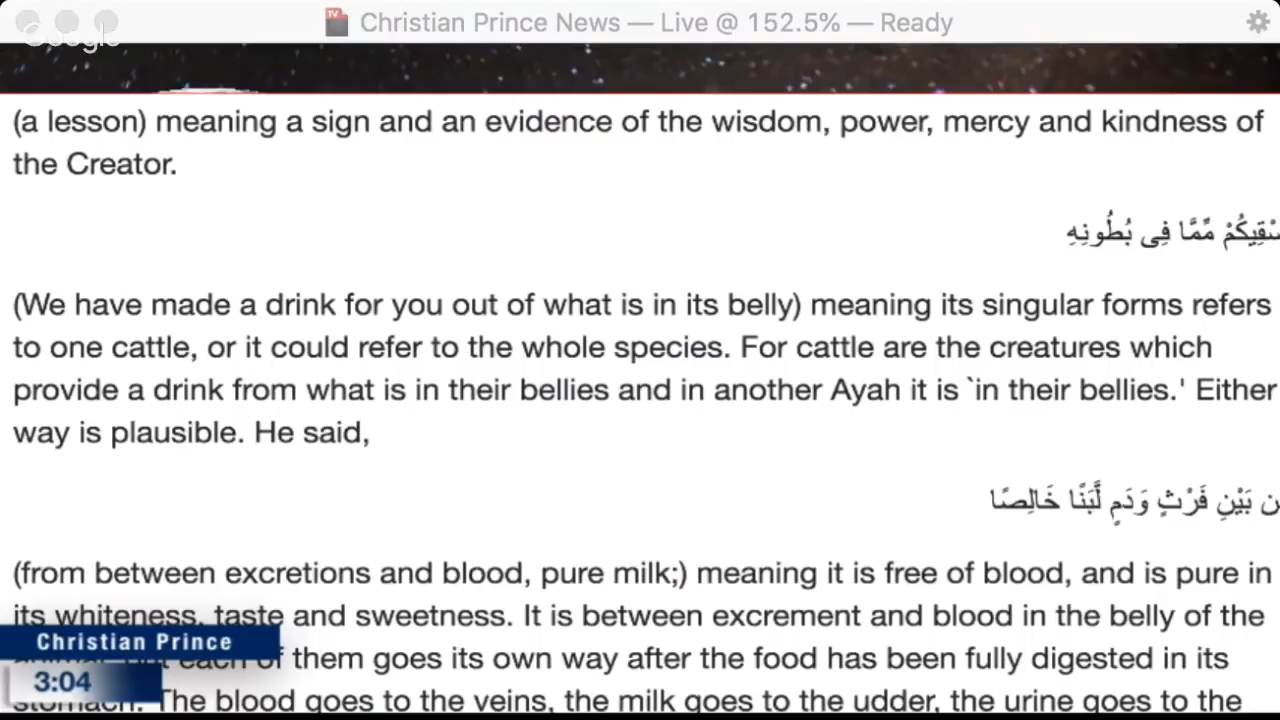 Christian Prince News — Live @ 152.5% — Ready
Google
(a lesson) meaning a sign and an evidence of the wisdom, power, mercy and kindness of
the Creator.
سْقِيكُمْ مِّمَّا فِى بُطُونِهِ
(We have made a drink for you out of what is in its belly) meaning its singular forms refers
to one cattle, or it could refer to the whole species. For cattle are the creatures which
provide a drink from what is in their bellies and in another Ayah it is `in their bellies.' Either
way is plausible. He said,
ن بَيْنِ فَرْثٍ وَدَمٍ لَّبَنًا خَالِصًا
(from between excretions and blood, pure milk;) meaning it is free of blood, and is pure in
its whiteness, taste and sweetness. It is between excrement and blood in the belly of the
each of them goes its own way after the food has been fully digested in its
stomach. The blood goes to the veins, the milk goes to the udder, the urine goes to the
Christian Prince
3:04